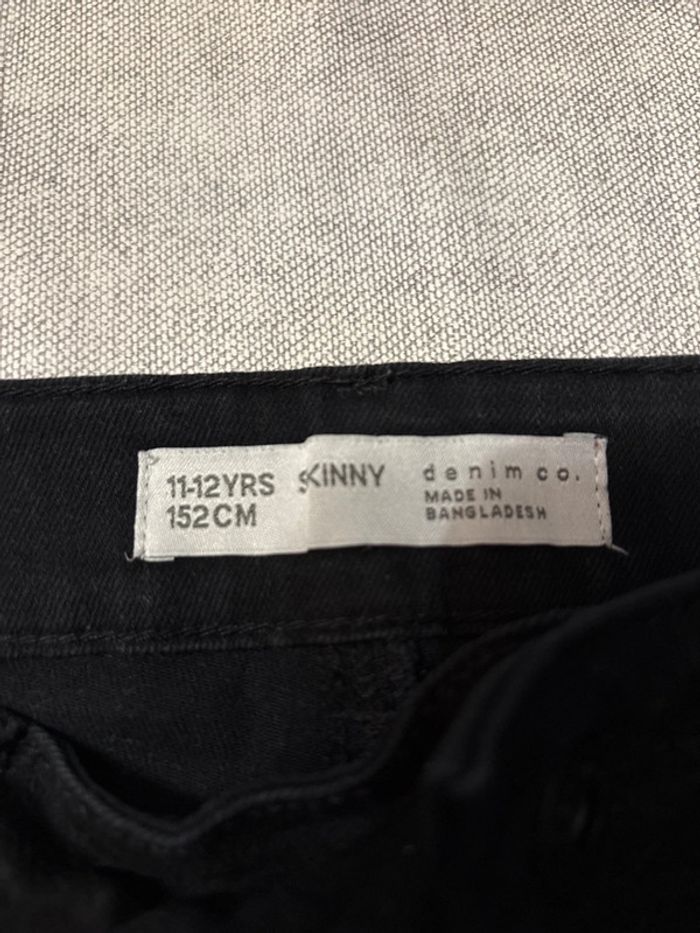 11-12YRS SKINNY denim co.
152CM MADE IN
BANGLADESH